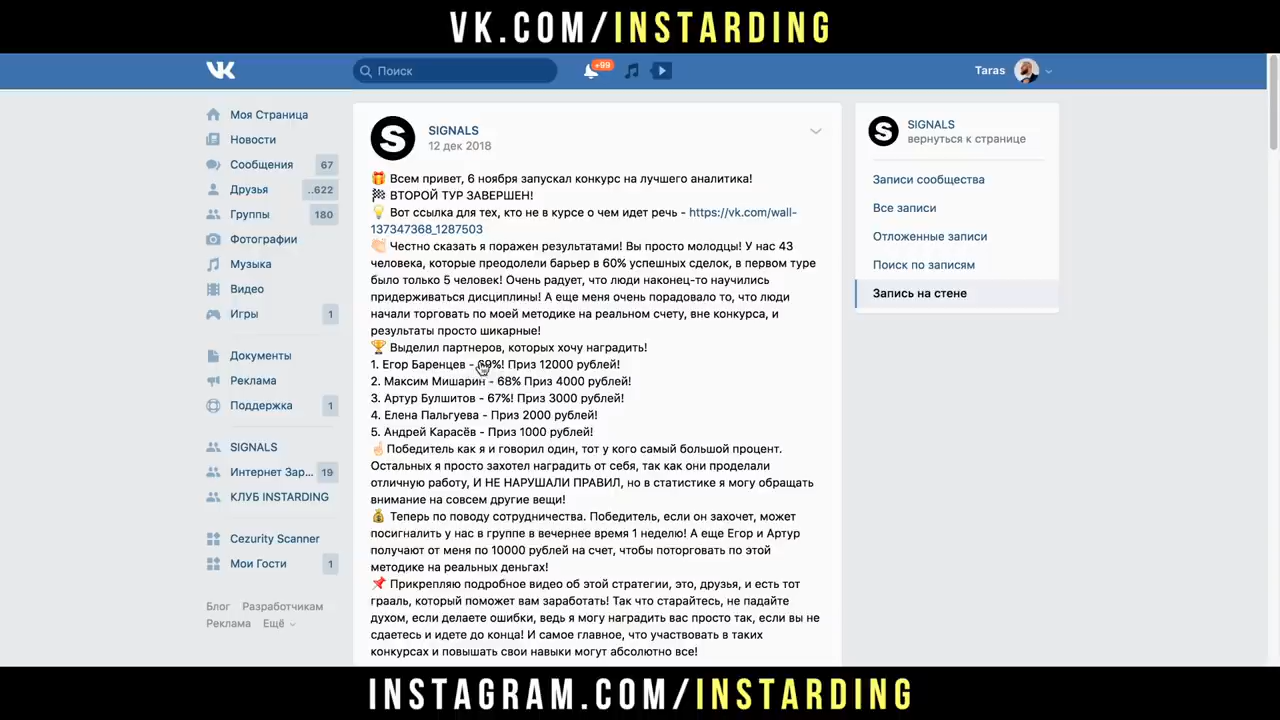 VK.COM/INSTARDING
Поиск
+99
Taras
Моя Страница
Новости
Сообщения 67
Друзья ..622
Группы 180
Фотографии
Музыка
Видео
Игры 1
Документы
Реклама
Поддержка 1
SIGNALS
Интернет Зар... 19
КЛУБ INSTARDING
Cezurity Scanner
Мои Гости 1
Блог Разработчикам
Реклама Ещё
S
SIGNALS
12 дек 2018
Всем привет, 6 ноября запускал конкурс на лучшего аналитика!
ВТОРОЙ ТУР ЗАВЕРШЕН!
Вот ссылка для тех, кто не в курсе о чем идет речь - https://vk.com/wall-
137347368_1287503
Честно сказать я поражен результатами! Вы просто молодцы! У нас 43
человека, которые преодолели барьер в 60% успешных сделок, в первом туре
было только 5 человек! Очень радует, что люди наконец-то научились
придерживаться дисциплины! А еще меня очень порадовало то, что люди
начали торговать по моей методике на реальном счету, вне конкурса, и
результаты просто шикарные!
Выделил партнеров, которых хочу наградить!
1. Егор Баренцев - Приз 12000 рублей!
2. Максим Мишарин - 68% Приз 4000 рублей!
3. Артур Булшитов - 67%! Приз 3000 рублей!
4. Елена Пальгуева - Приз 2000 рублей!
5. Андрей Карасёв - Приз 1000 рублей!
Победитель как я и говорил один, тот у кого самый большой процент.
Остальных я просто захотел наградить от себя, так как они проделали
отличную работу, И НЕ НАРУШАЛИ ПРАВИЛ, но в статистике я могу обращать
внимание на совсем другие вещи!
Теперь по поводу сотрудничества. Победитель, если он захочет, может
посигналить у нас в группе в вечернее время 1 неделю! А еще Егор и Артур
получают от меня по 10000 рублей на счет, чтобы поторговать по этой
методике на реальных деньгах!
Прикрепляю подробное видео об этой стратегии, это, друзья, и есть тот
грааль, который поможет вам заработать! Так что старайтесь, не падайте
духом, если делаете ошибки, ведь я могу наградить вас просто так, если вы не
сдаетесь и идете до конца! И самое главное, что участвовать в таких
конкурсах и повышать свои навыки могут абсолютно все!
S
SIGNALS
вернуться к странице
Записи сообщества
Все записи
Отложенные записи
Поиск по записям
Запись на стене
INSTAGRAM.COM/INSTARDING